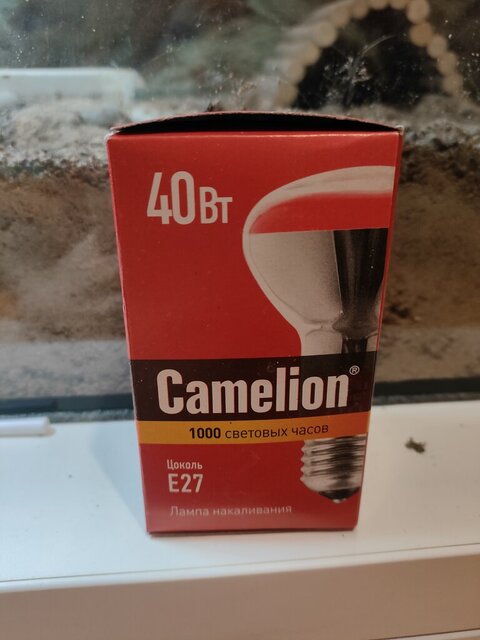 40Вт
Camelion®
1000 световых часов
Цоколь
E27
Лампа накаливания